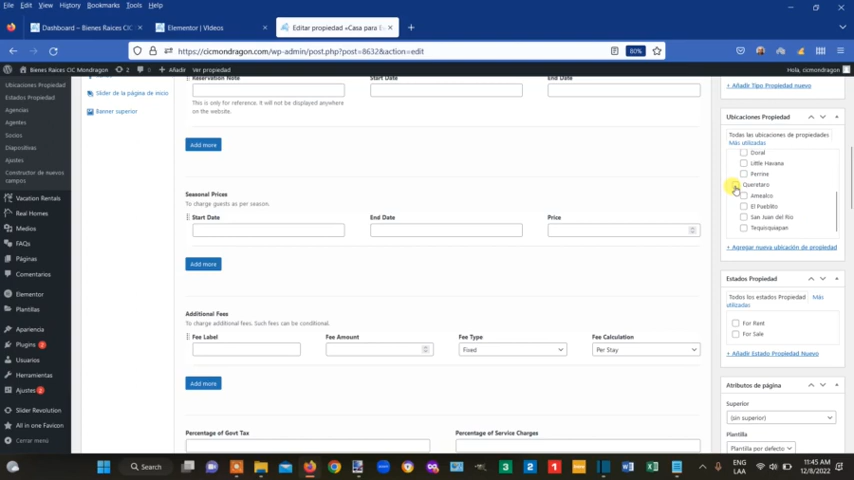 File Edit View History Bookmarks Tools Help
Dashboard – Bienes Raices CIC M
Elementor | Videos
Editar propiedad «Casa para E
https://cicmondragon.com/wp-admin/post.php?post=8632&action=edit
80%
Bienes Raices CIC Mondragon 2 0 Añadir Ver propiedad
Hola, cicmondragon
Ubicaciones Propiedad
Estados Propiedad
Agencias
Agentes
Socios
Diapositivas
Ajustes
Constructor de nuevos campos
Vacation Rentals
Real Homes
Medios
FAQs
Páginas
Comentarios
Elementor
Plantillas
Apariencia
Plugins 2
Usuarios
Herramientas
Ajustes 2
Slider Revolution
All in one Favicon
Cerrar menú
Slider de la página de inicio
Banner superior
Reservation Note
Start Date
End Date
This is only for reference. It will not be displayed anywhere
on the website.
Add more
Seasonal Prices
To charge guests as per season.
Start Date
End Date
Price
Add more
Additional Fees
To charge additional fees. Such fees can be conditional.
Fee Label
Fee Amount
Fee Type
Fee Calculation
Fixed
Per Stay
Add more
Percentage of Govt Tax
Percentage of Service Charges
+ Añadir Tipo Propiedad nuevo
Ubicaciones Propiedad
Todas las ubicaciones de propiedades
Más utilizadas
Doral
Little Havana
Perrine
Querétaro
Amealco
El Pueblito
San Juan del Río
Tequisquiapan
+ Agregar nueva ubicación de propiedad
Estados Propiedad
Todos los estados Propiedad Más
utilizadas
For Rent
For Sale
+ Añadir Estado Propiedad Nuevo
Atributos de página
Superior
(sin superior)
Plantilla
Plantilla por defecto
Search
3
2
1
ENG
LAA
11:45 AM
12/8/2022